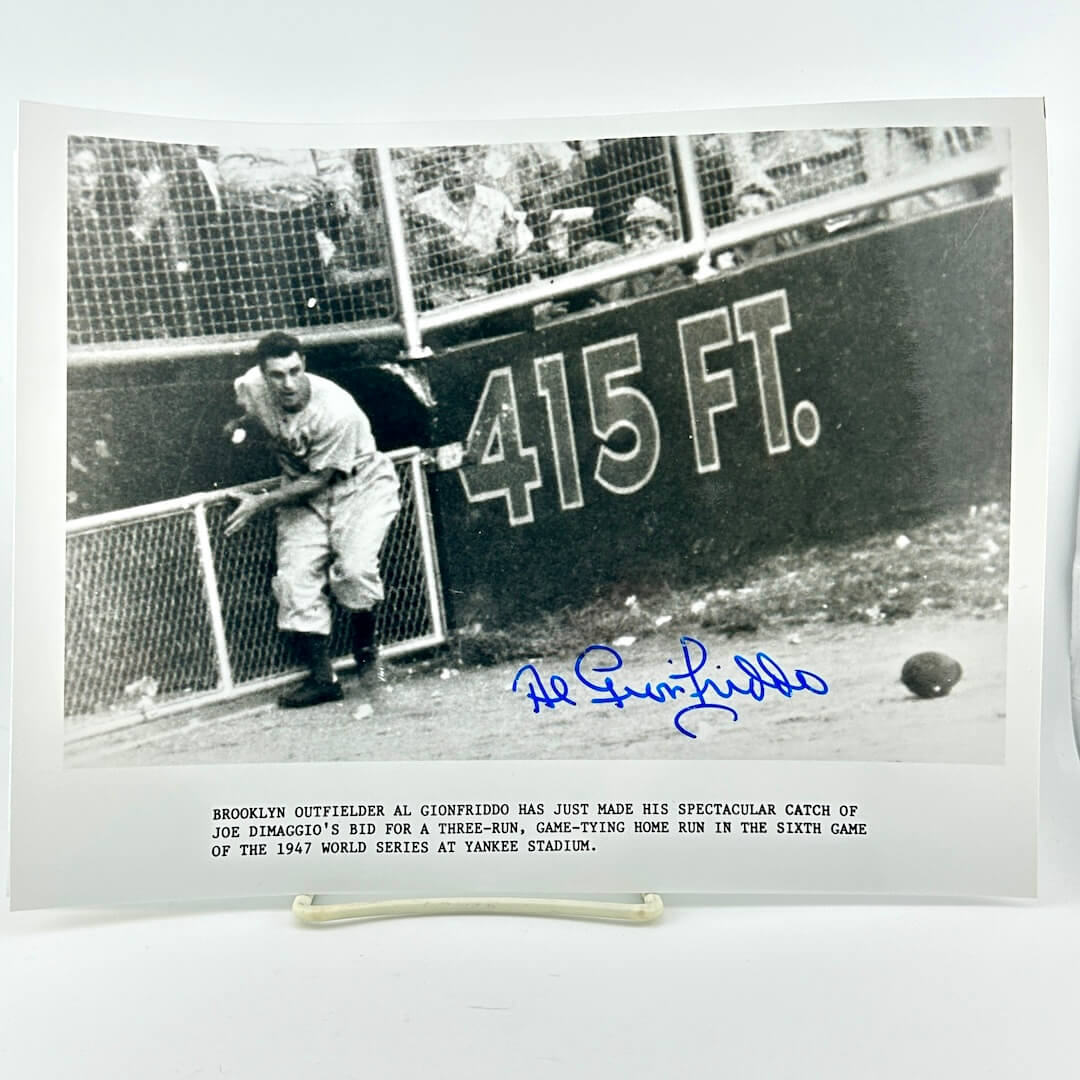 415 FT.
Al Gionfriddo
BROOKLYN OUTFIELDER AL GIONFRIDDO HAS JUST MADE HIS SPECTACULAR CATCH OF
JOE DIMAGGIO'S BID FOR A THREE-RUN, GAME-TYING HOME RUN IN THE SIXTH GAME
OF THE 1947 WORLD SERIES AT YANKEE STADIUM.